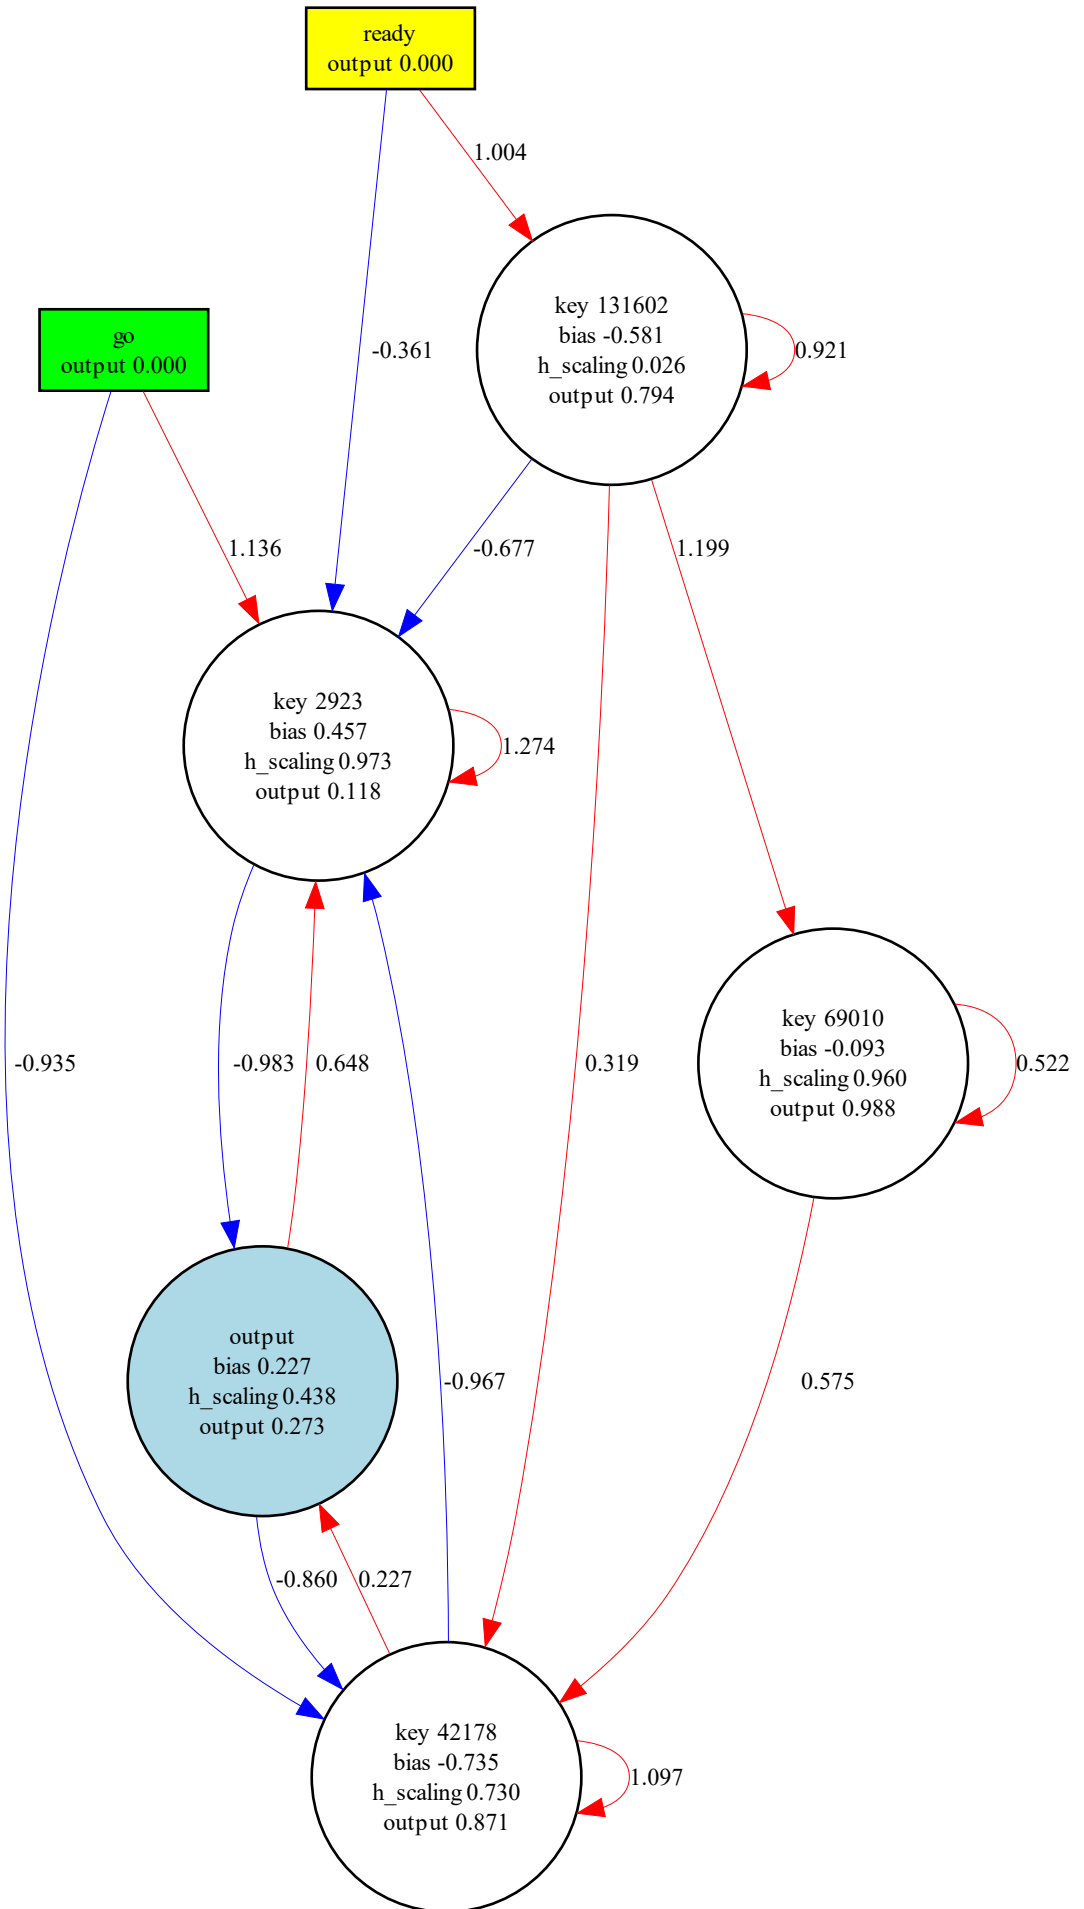 ready
output 0.000
1.004
key 131602
bias -0.581
h_scaling 0.026
output 0.794
0.921
go
output 0.000
-0.361
1.136
-0.677
1.199
key 2923
bias 0.457
h_scaling 0.973
output 0.118
1.274
key 69010
bias -0.093
h_scaling 0.960
output 0.988
0.522
-0.935
-0.983
0.648
0.319
output
bias 0.227
h_scaling 0.438
output 0.273
-0.967
0.575
-0.860
0.227
key 42178
bias -0.735
h_scaling 0.730
output 0.871
1.097